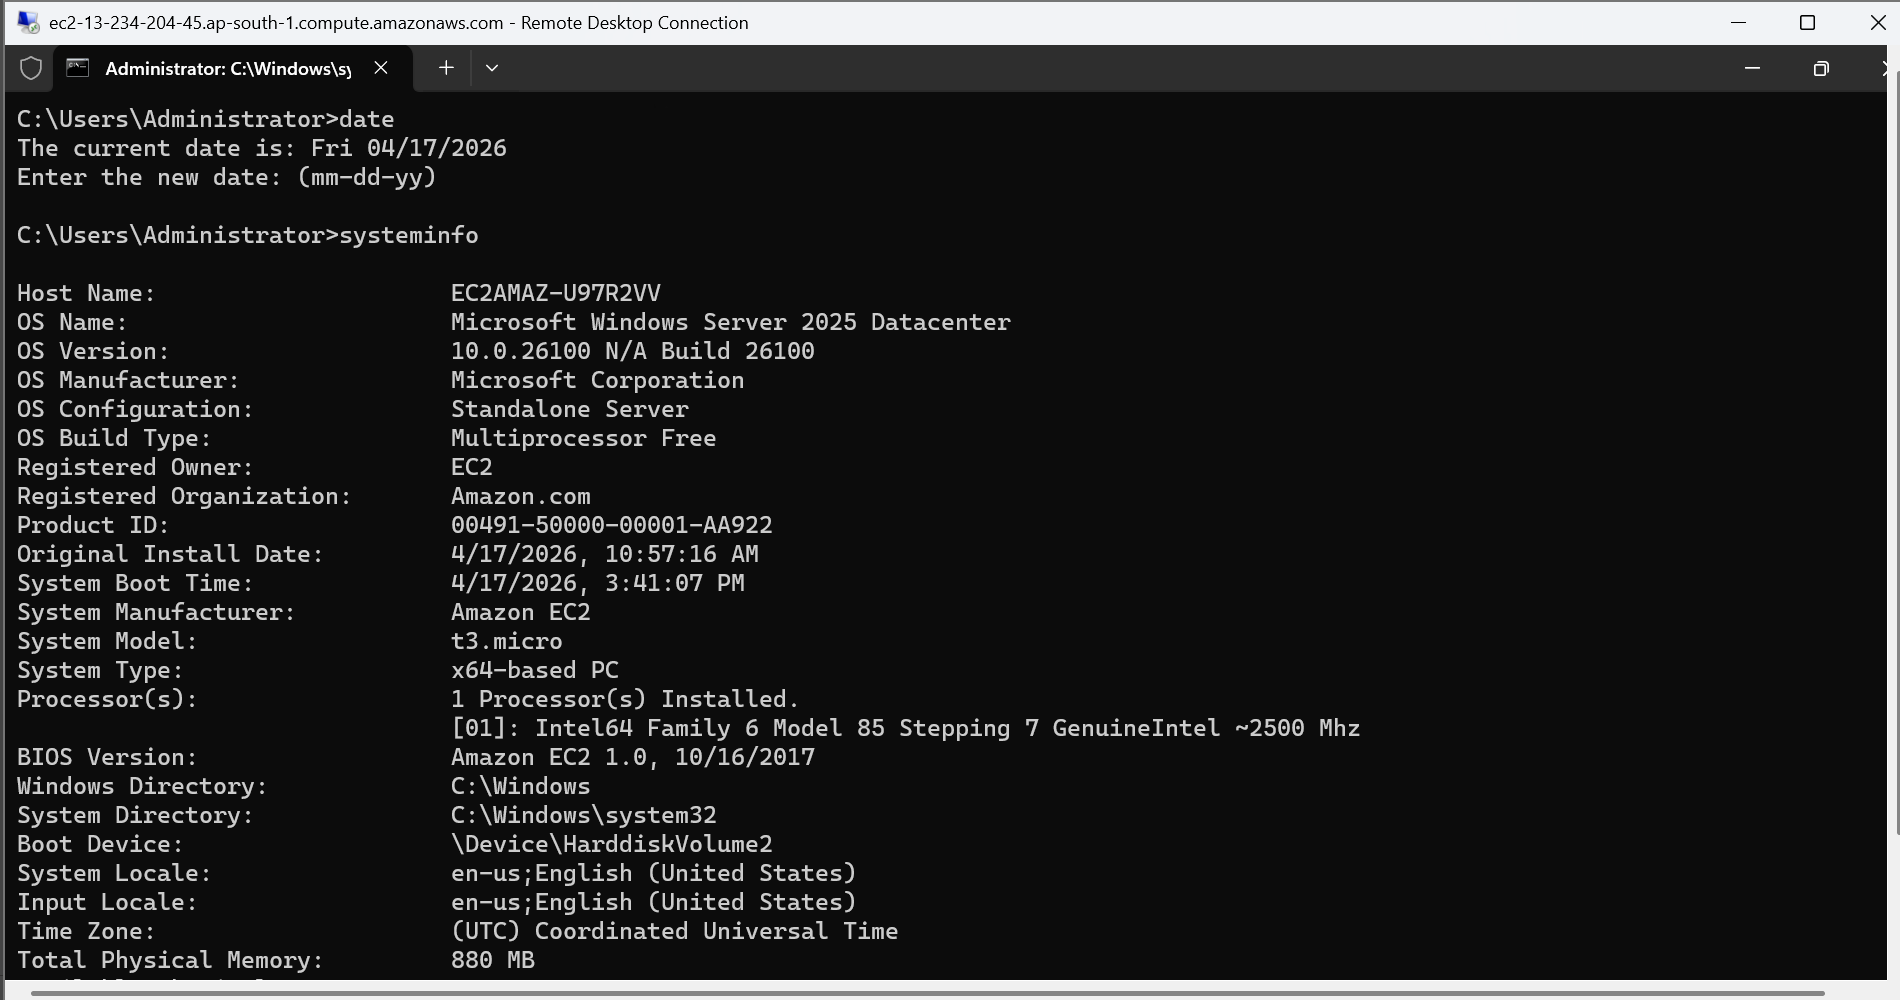 ec2-13-234-204-45.ap-south-1.compute.amazonaws.com - Remote Desktop Connection
Administrator: C:\Windows\sy
C:\Users\Administrator>date
The current date is: Fri 04/17/2026
Enter the new date: (mm-dd-yy)
C:\Users\Administrator>systeminfo
Host Name: EC2AMAZ-U97R2VV
OS Name: Microsoft Windows Server 2025 Datacenter
OS Version: 10.0.26100 N/A Build 26100
OS Manufacturer: Microsoft Corporation
OS Configuration: Standalone Server
OS Build Type: Multiprocessor Free
Registered Owner: EC2
Registered Organization: Amazon.com
Product ID: 00491-50000-00001-AA922
Original Install Date: 4/17/2026, 10:57:16 AM
System Boot Time: 4/17/2026, 3:41:07 PM
System Manufacturer: Amazon EC2
System Model: t3.micro
System Type: x64-based PC
Processor(s): 1 Processor(s) Installed.
[01]: Intel64 Family 6 Model 85 Stepping 7 GenuineIntel ~2500 Mhz
BIOS Version: Amazon EC2 1.0, 10/16/2017
Windows Directory: C:\Windows
System Directory: C:\Windows\system32
Boot Device: \Device\HarddiskVolume2
System Locale: en-us;English (United States)
Input Locale: en-us;English (United States)
Time Zone: (UTC) Coordinated Universal Time
Total Physical Memory: 880 MB